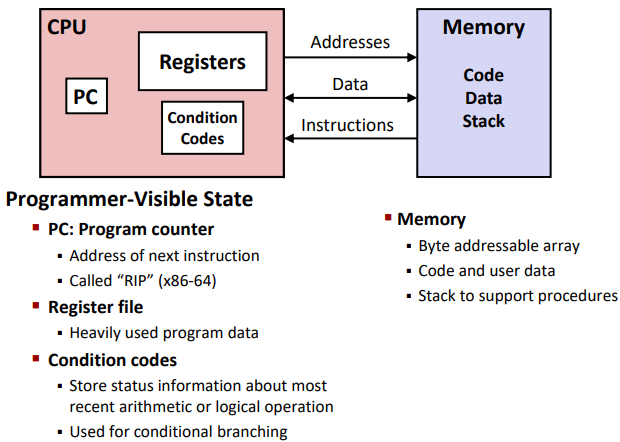 CPU
Registers
PC
Condition
Codes
Addresses
Data
Instructions
Memory
Code
Data
Stack
Programmer-Visible State
▪ PC: Program counter
▪ Address of next instruction
▪ Called “RIP” (x86-64)
▪ Register file
▪ Heavily used program data
▪ Condition codes
▪ Store status information about most
recent arithmetic or logical operation
▪ Used for conditional branching
▪ Memory
▪ Byte addressable array
▪ Code and user data
▪ Stack to support procedures